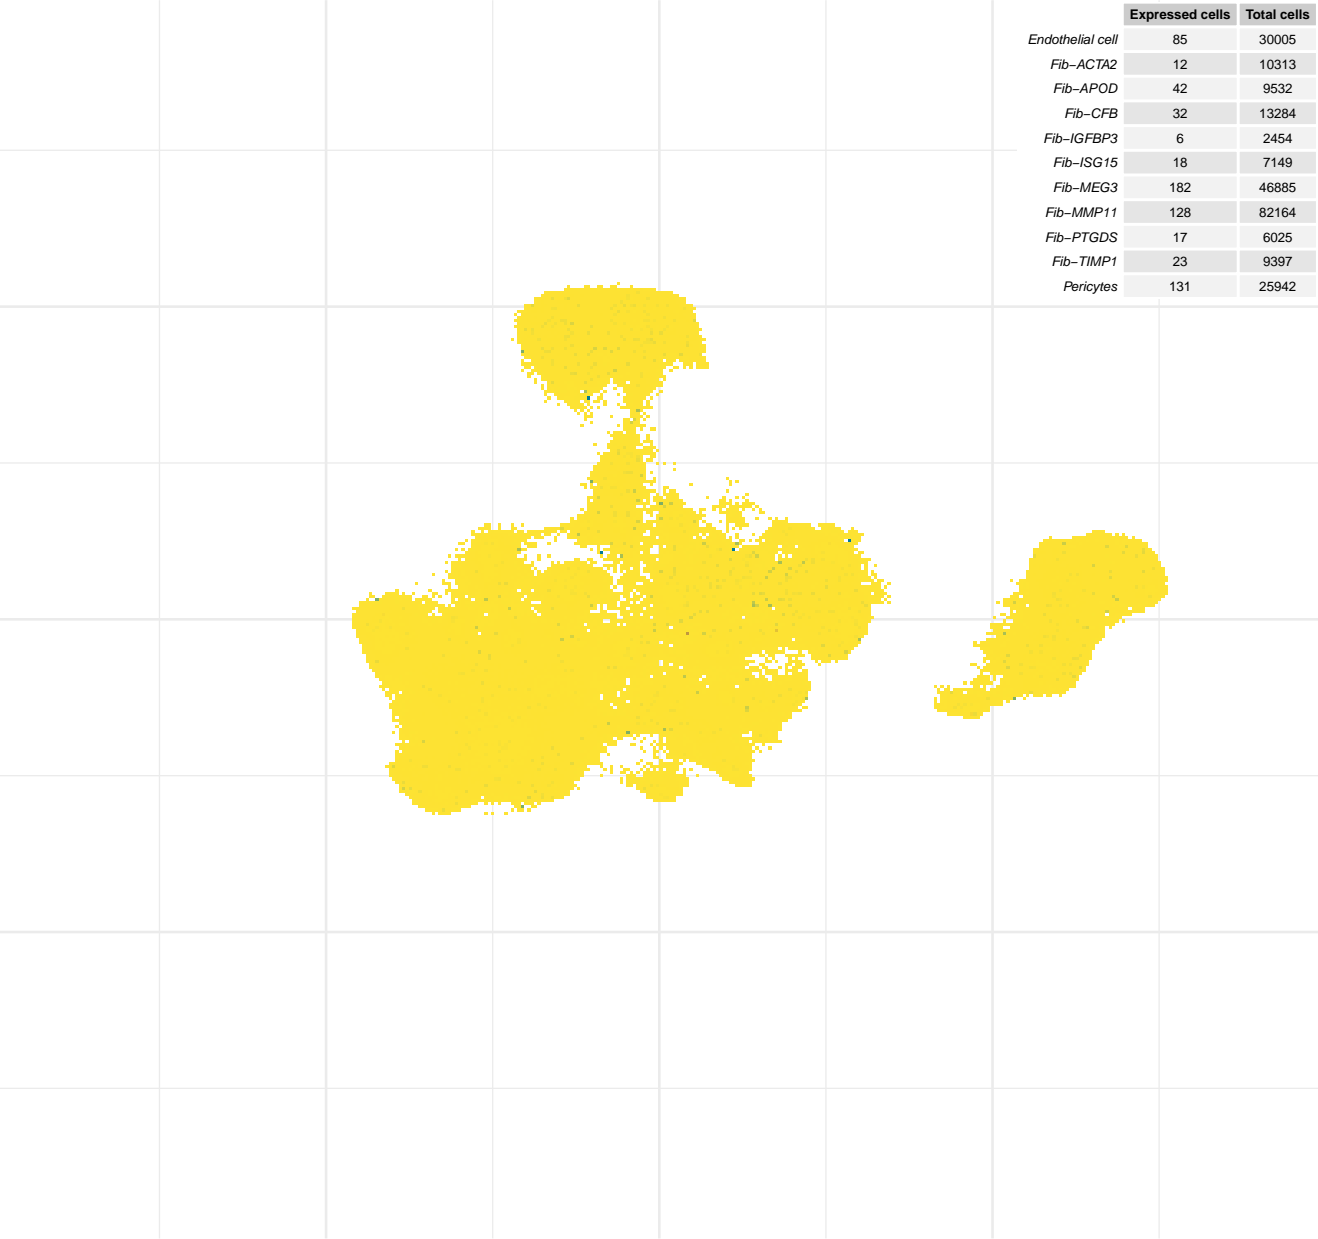 Expressed cells Total cells
Endothelial cell 85 30005
Fib−ACTA2 12 10313
Fib−APOD 42 9532
Fib−CFB 32 13284
Fib−IGFBP3 6 2454
Fib−ISG15 18 7149
Fib−MEG3 182 46885
Fib−MMP11 128 82164
Fib−PTGDS 17 6025
Fib−TIMP1 23 9397
Pericytes 131 25942